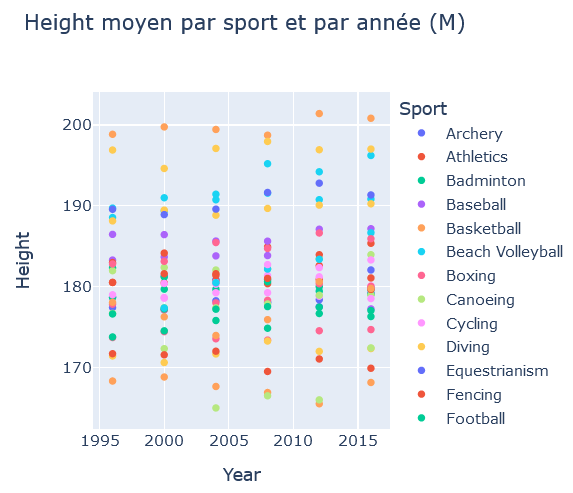 Height moyen par sport et par année (M)
Sport
Archery
Athletics
Badminton
Baseball
Basketball
Beach Volleyball
Boxing
Canoeing
Cycling
Diving
Equestrianism
Fencing
Football
200
190
180
170
Height
1995
2000
2005
2010
2015
Year